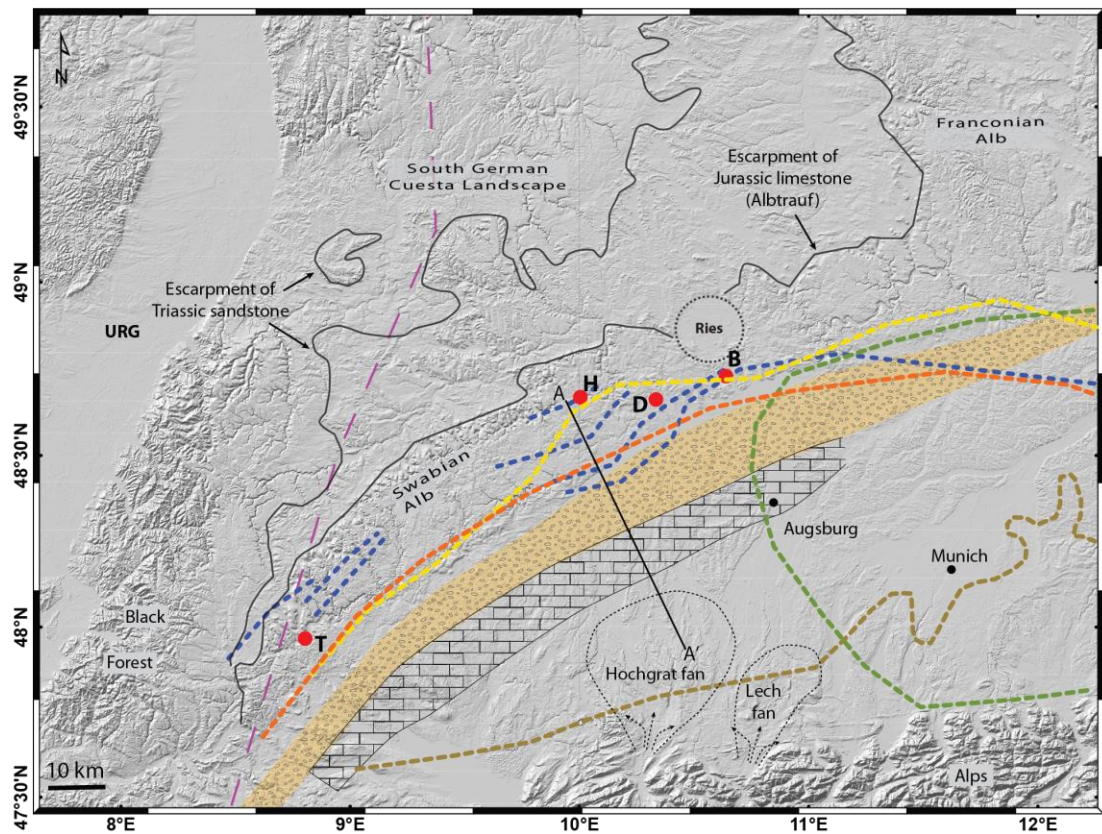 N
49°30'N
49°N
48°30'N
48°N
47°30'N
South German
Cuesta Landscape
Franconian
Alb
Escarpment of
Jurassic limestone
(Albtrauf)
Escarpment of
Triassic sandstone
URG
Ries
B
H
A
D
Swabian
Alb
Augsburg
Munich
Black
Forest
T
A'
Hochgrat fan
Lech
fan
Alps
10 km
8°E
9°E
10°E
11°E
12°E